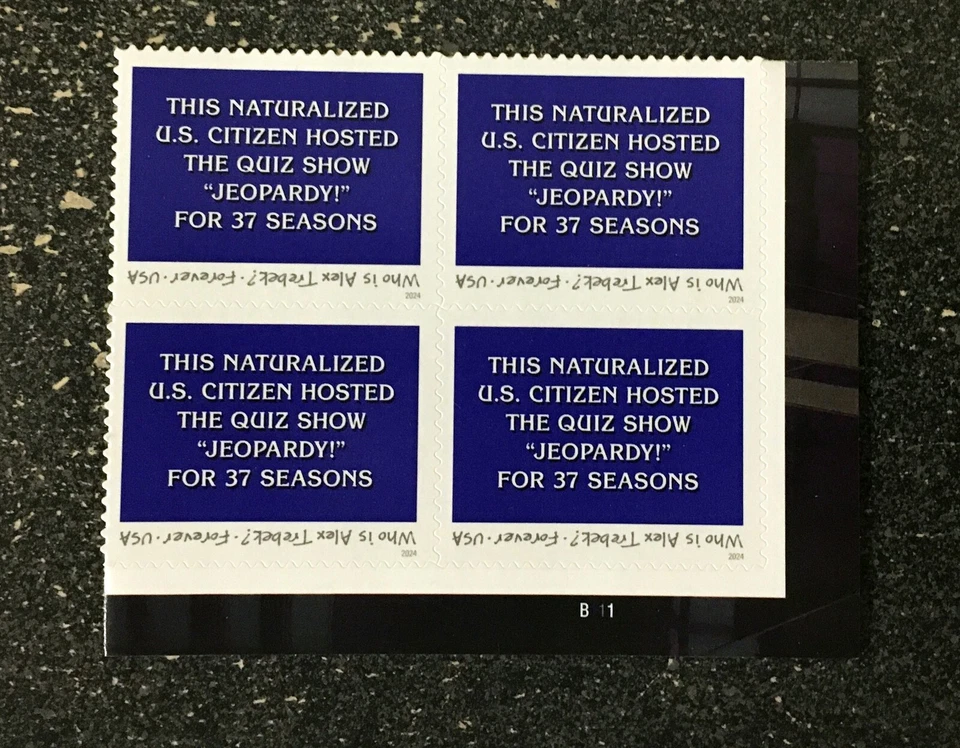 THIS NATURALIZED
U.S. CITIZEN HOSTED
THE QUIZ SHOW
“JEOPARDY!”
FOR 37 SEASONS
Who is Alex Trebek? · Forever · USA
2024
THIS NATURALIZED
U.S. CITIZEN HOSTED
THE QUIZ SHOW
“JEOPARDY!”
FOR 37 SEASONS
Who is Alex Trebek? · Forever · USA
2024
THIS NATURALIZED
U.S. CITIZEN HOSTED
THE QUIZ SHOW
“JEOPARDY!”
FOR 37 SEASONS
Who is Alex Trebek? · Forever · USA
2024
THIS NATURALIZED
U.S. CITIZEN HOSTED
THE QUIZ SHOW
“JEOPARDY!”
FOR 37 SEASONS
Who is Alex Trebek? · Forever · USA
2024
B 11